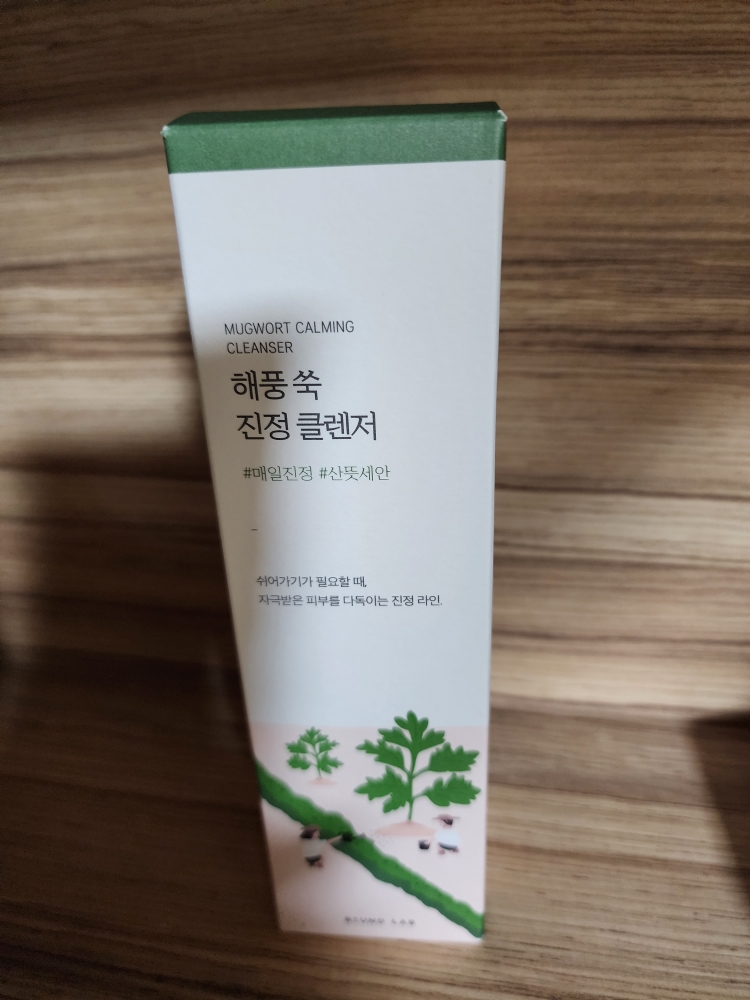 MUGWORT CALMING
CLEANSER
해풍 쑥
진정 클렌저
#매일진정 #산뜻세안
쉬어가기가 필요할 때,
자극받은 피부를 다독이는 진정 라인.